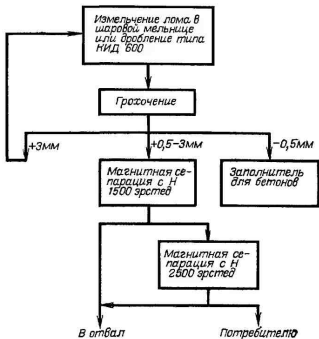 Измельчение лома в
шаровой мельнице
или дробление типа
КИД 600
Грохочение
+3мм
+0,5-3мм
-0,5мм
Магнитная се-
парация с Н
1500 эрстед
Заполнитель
для бетонов
Магнитная се-
парация с Н
2500 эрстед
В отвал
Потребителю